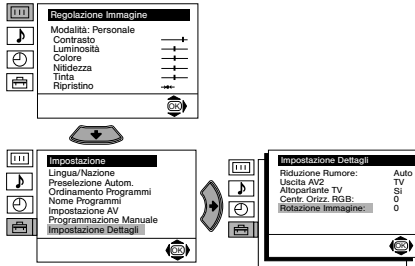 Regolazione Immagine
Modalità: Personale
Contrasto
Luminosità
Colore
Nitidezza
Tinta
Ripristino
OK
Impostazione
Lingua/Nazione
Preselezione Autom.
Ordinamento Programmi
Nome Programmi
Impostazione AV
Programmazione Manuale
Impostazione Dettagli
OK
Impostazione Dettagli
Riduzione Rumore: Auto
Uscita AV2 TV
Altoparlante TV Sì
Centr. Orizz. RGB: 0
Rotazione Immagine: 0
OK